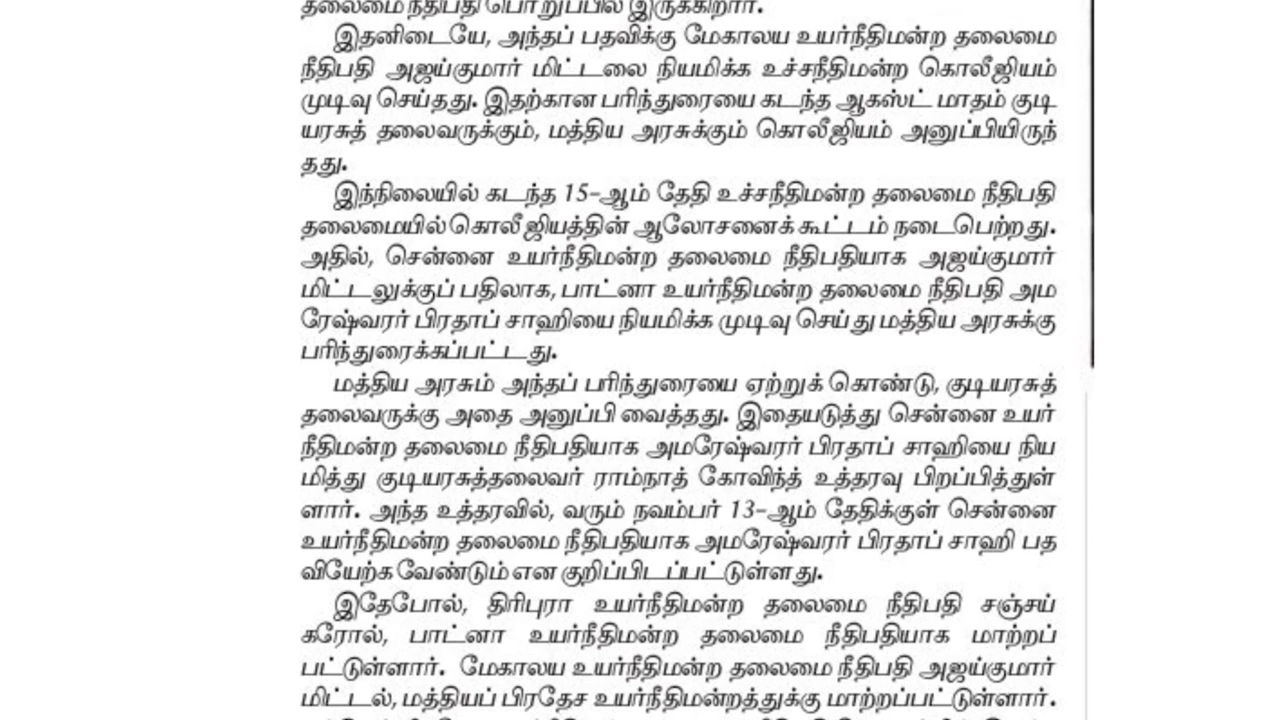 தலைமை நீதிபதி பொறுப்பில் இருக்கிறார்.
இதனிடையே, அந்தப் பதவிக்கு மேகாலய உயர்நீதிமன்ற தலைமை
நீதிபதி அஜய்குமார் மிட்டலை நியமிக்க உச்சநீதிமன்ற கொலீஜியம்
முடிவு செய்தது. இதற்கான பரிந்துரையை கடந்த ஆகஸ்ட் மாதம் குடி
யரசுத் தலைவருக்கும், மத்திய அரசுக்கும் கொலீஜியம் அனுப்பியிருந்
தது.
இந்நிலையில் கடந்த 15-ஆம் தேதி உச்சநீதிமன்ற தலைமை நீதிபதி
தலைமையில் கொலீஜியத்தின் ஆலோசனைக் கூட்டம் நடைபெற்றது.
அதில், சென்னை உயர்நீதிமன்ற தலைமை நீதிபதியாக அஜய்குமார்
மிட்டலுக்குப் பதிலாக, பாட்னா உயர்நீதிமன்ற தலைமை நீதிபதி அம
ரேஷ்வரர் பிரதாப் சாஹியை நியமிக்க முடிவு செய்து மத்திய அரசுக்கு
பரிந்துரைக்கப்பட்டது.
மத்திய அரசும் அந்தப் பரிந்துரையை ஏற்றுக் கொண்டு, குடியரசுத்
தலைவருக்கு அதை அனுப்பி வைத்தது. இதையடுத்து சென்னை உயர்
நீதிமன்ற தலைமை நீதிபதியாக அமரேஷ்வரர் பிரதாப் சாஹியை நிய
மித்து குடியரசுத்தலைவர் ராம்நாத் கோவிந்த் உத்தரவு பிறப்பித்துள்
ளார். அந்த உத்தரவில், வரும் நவம்பர் 13-ஆம் தேதிக்குள் சென்னை
உயர்நீதிமன்ற தலைமை நீதிபதியாக அமரேஷ்வரர் பிரதாப் சாஹி பத
வியேற்க வேண்டும் என குறிப்பிடப்பட்டுள்ளது.
இதேபோல், திரிபுரா உயர்நீதிமன்ற தலைமை நீதிபதி சஞ்சய்
கரோல், பாட்னா உயர்நீதிமன்ற தலைமை நீதிபதியாக மாற்றப்
பட்டுள்ளார். மேகாலய உயர்நீதிமன்ற தலைமை நீதிபதி அஜய்குமார்
மிட்டல், மத்தியப் பிரதேச உயர்நீதிமன்றத்துக்கு மாற்றப்பட்டுள்ளார்.